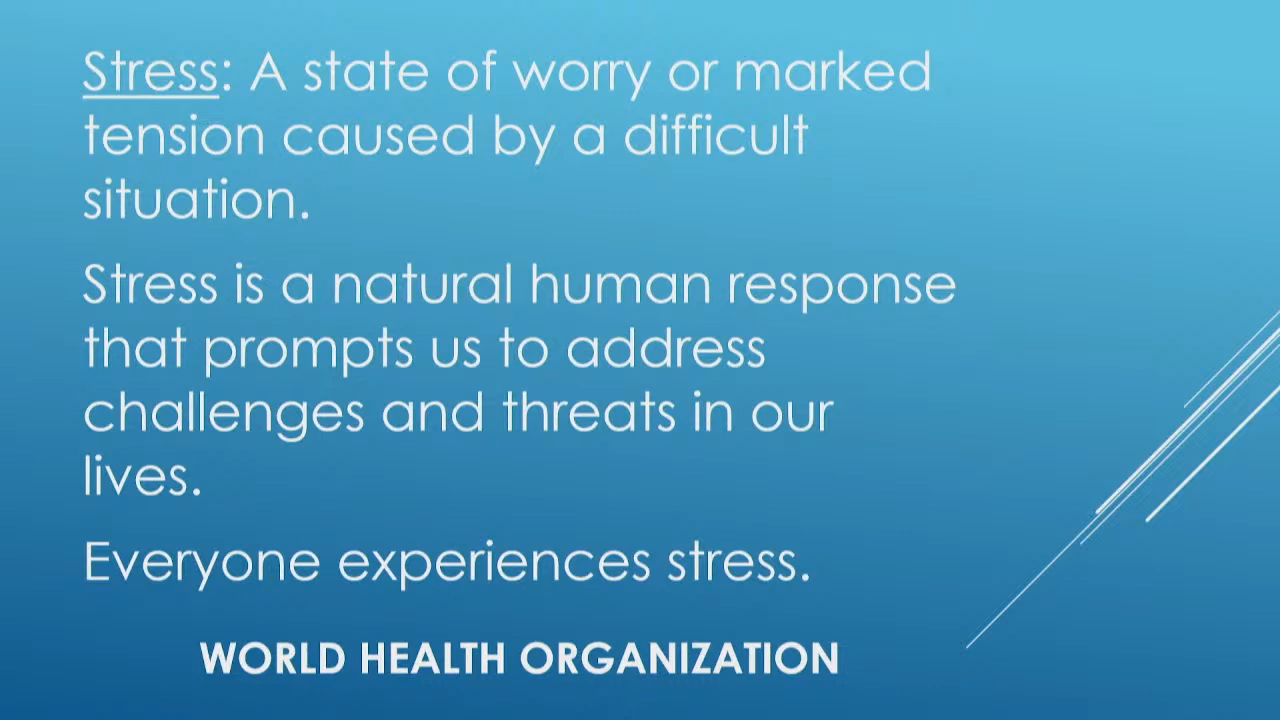 Stress: A state of worry or marked
tension caused by a difficult
situation.
Stress is a natural human response
that prompts us to address
challenges and threats in our
lives.
Everyone experiences stress.
WORLD HEALTH ORGANIZATION